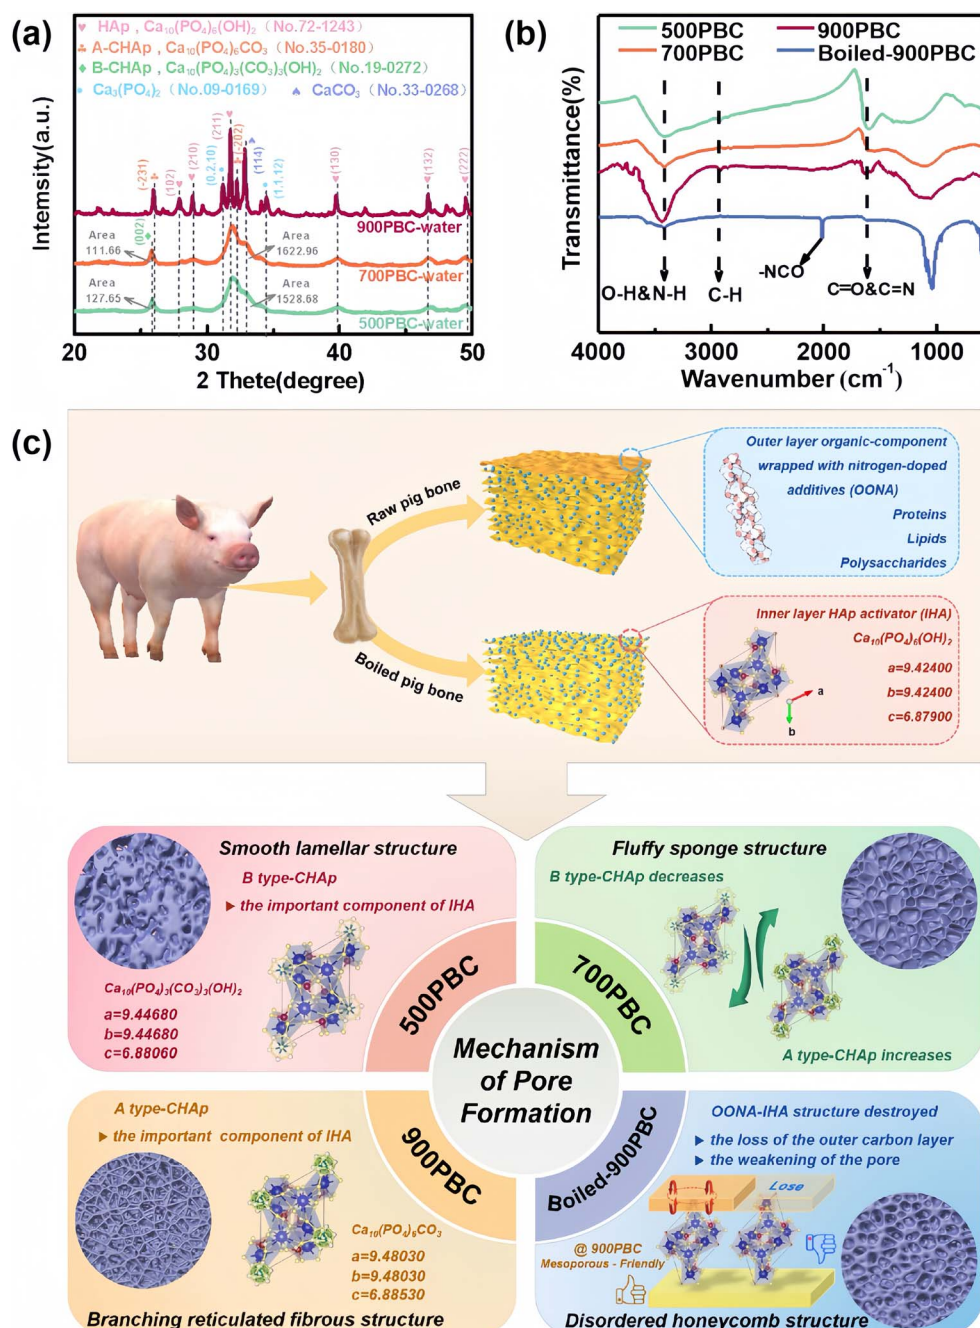 (a)
♥ HAp , Ca₁₀(PO₄)₆(OH)₂ (No.72-1243)
♣ A-CHAp , Ca₁₀(PO₄)₆CO₃ (No.35-0180)
♦ B-CHAp , Ca₁₀(PO₄)₃(CO₃)₃(OH)₂ (No.19-0272)
Ca₃(PO₄)₂ (No.09-0169) ♠ CaCO₃ (No.33-0268)
Intemsity(a.u.)
(002)
(-231)
(102)
(210)
(0,2,10)
(211)
(-202)
(114)
(1,1,12)
(130)
(132)
(222)
900PBC-water
Area
111.66
Area
1622.96
700PBC-water
Area
127.65
Area
1528.68
500PBC-water
20 30 40 50
2 Thete(degree)
(b)
500PBC 900PBC
700PBC Boiled-900PBC
Transmittance(%)
O-H&N-H
C-H
-NCO
C=O&C=N
4000 3000 2000 1000
Wavenumber (cm⁻¹)
(c)
Raw pig bone
Boiled pig bone
Outer layer organic-component
wrapped with nitrogen-doped
additives (OONA)
Proteins
Lipids
Polysaccharides
Inner layer HAp activator (IHA)
Ca₁₀(PO₄)₆(OH)₂
a=9.42400
b=9.42400
c=6.87900
a
b
Smooth lamellar structure
B type-CHAp
▶ the important component of IHA
Ca₁₀(PO₄)₃(CO₃)₃(OH)₂
a=9.44680
b=9.44680
c=6.88060
500PBC
Fluffy sponge structure
B type-CHAp decreases
A type-CHAp increases
700PBC
Mechanism
of Pore
Formation
A type-CHAp
▶ the important component of IHA
Ca₁₀(PO₄)₆CO₃
a=9.48030
b=9.48030
c=6.88530
Branching reticulated fibrous structure
900PBC
Boiled-900PBC
OONA-IHA structure destroyed
▶ the loss of the outer carbon layer
▶ the weakening of the pore
Lose
@ 900PBC
Mesoporous - Friendly
Disordered honeycomb structure